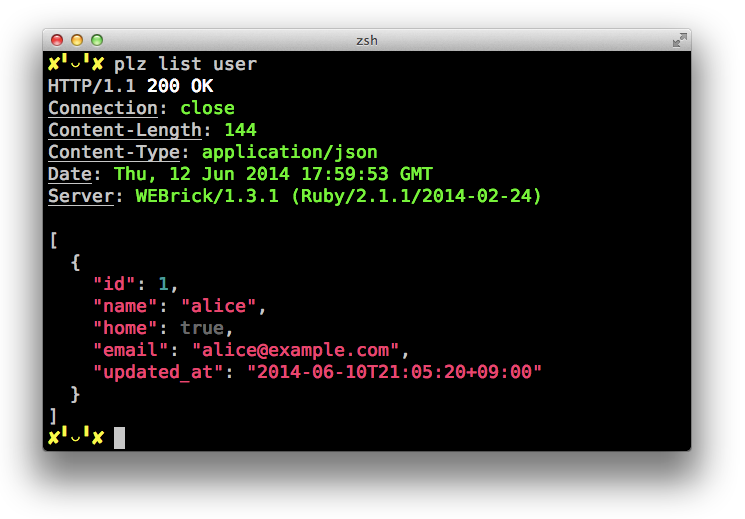 zsh
✘╹◡╹✘ plz list user
HTTP/1.1 200 OK
Connection: close
Content-Length: 144
Content-Type: application/json
Date: Thu, 12 Jun 2014 17:59:53 GMT
Server: WEBrick/1.3.1 (Ruby/2.1.1/2014-02-24)

[
  {
    "id": 1,
    "name": "alice",
    "home": true,
    "email": "alice@example.com",
    "updated_at": "2014-06-10T21:05:20+09:00"
  }
]
✘╹◡╹✘